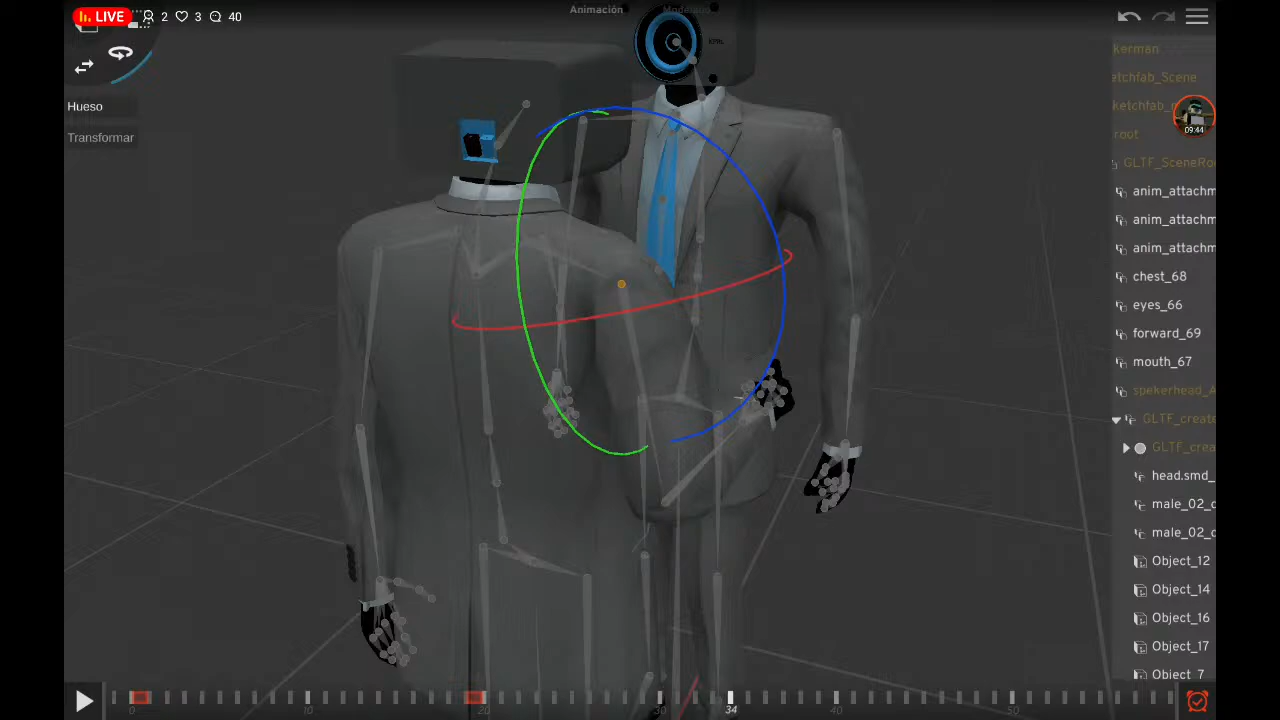 LIVE 2 3 40
Animación
Modelado
kerman
etchfab_Scene
Hueso
Transformar
09:44
root
GLTF_SceneRo
anim_attachm
anim_attachm
anim_attachm
chest_68
eyes_66
forward_69
mouth_67
spekerhead_A
GLTF_creato
GLTF_crea
head.smd_
male_02_c
male_02_c
Object_12
Object_14
Object_16
Object_17
Object_7
0 10 20 30 34 40 50